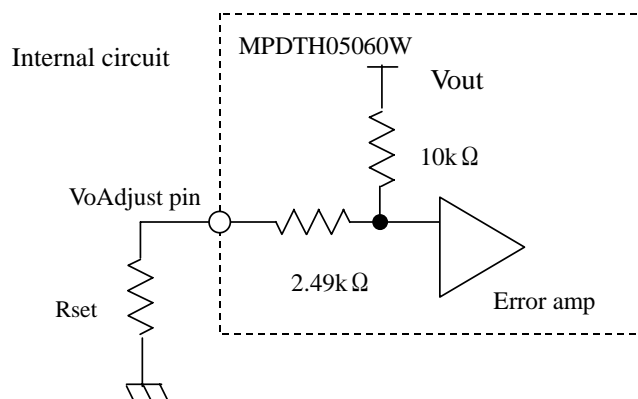 MPDTH05060W
Internal circuit
Vout
10kΩ
VoAdjust pin
2.49kΩ
Rset
Error amp